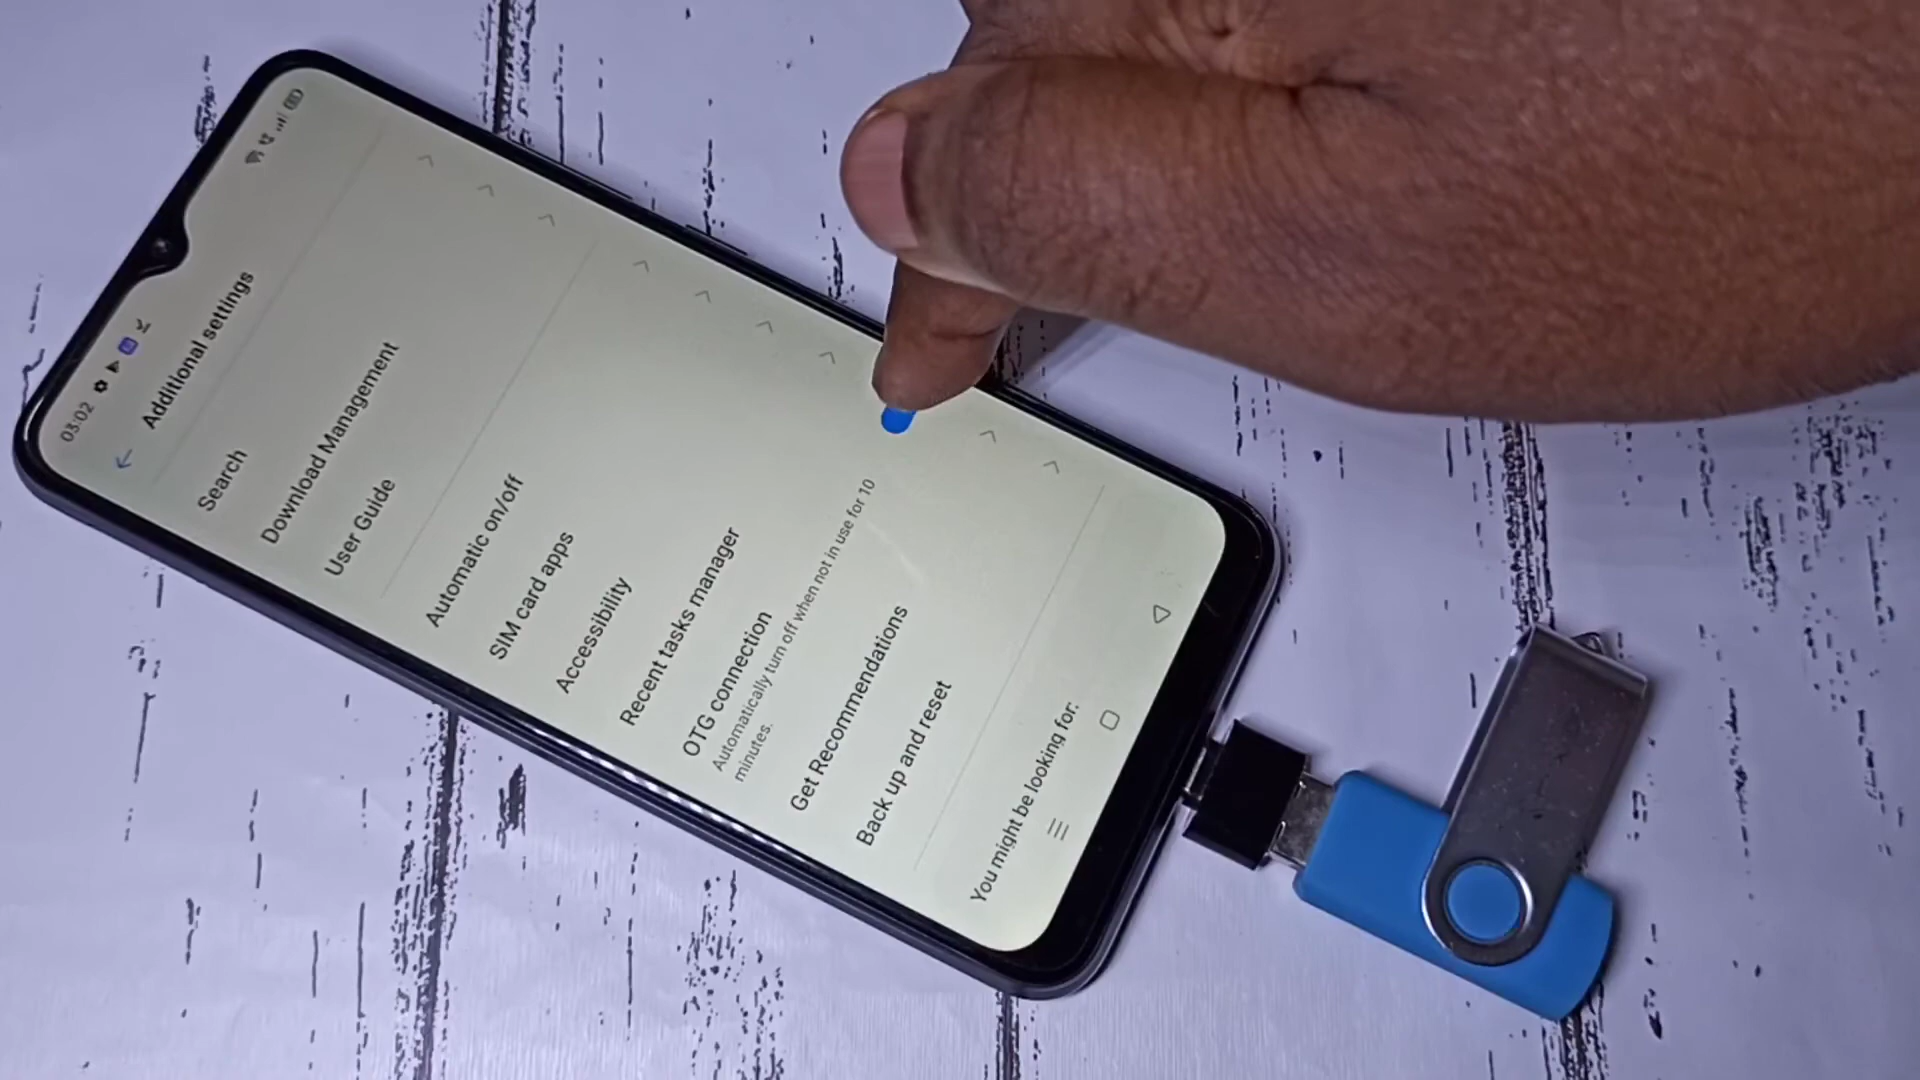 03:02
Additional settings
Search
Download Management
User Guide
Automatic on/off
SIM card apps
Accessibility
Recent tasks manager
OTG connection
Automatically turn off when not in use for 10
minutes.
Get Recommendations
Back up and reset
You might be looking for: